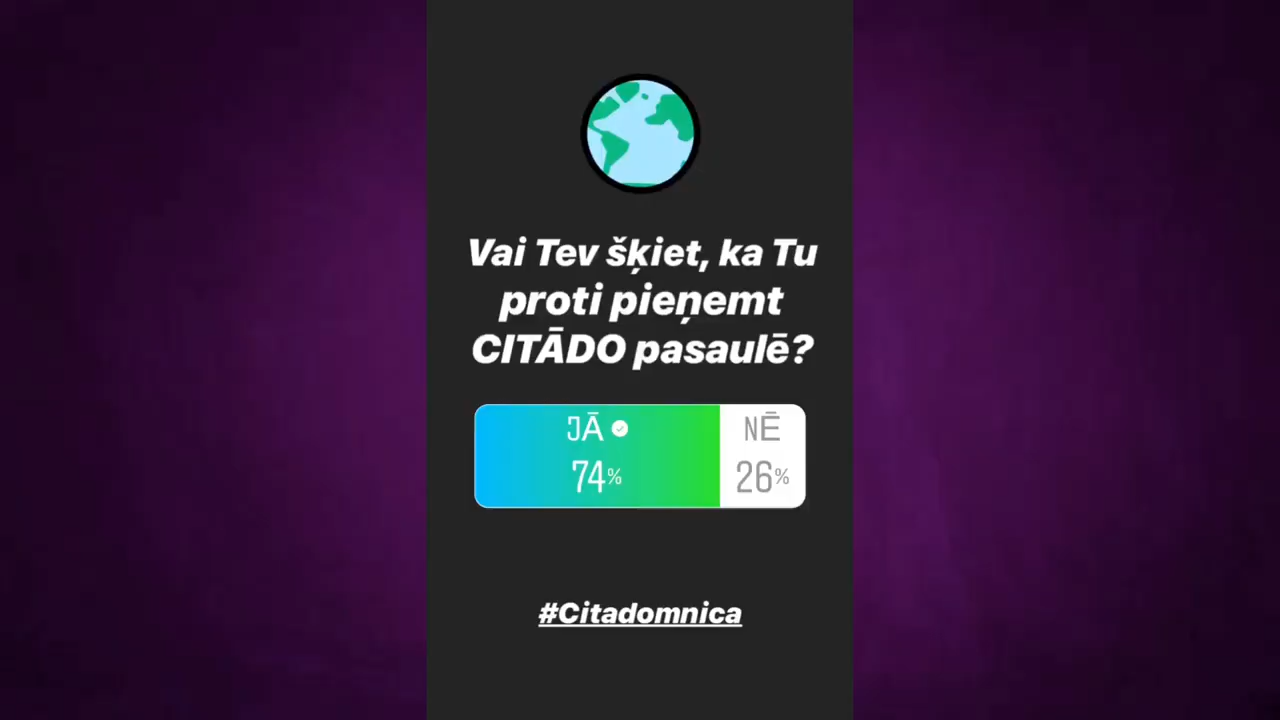 Vai Tev šķiet, ka Tu
proti pieņemt
CITĀDO pasaulē?
JĀ NĒ
74% 26%
#Citadomnica